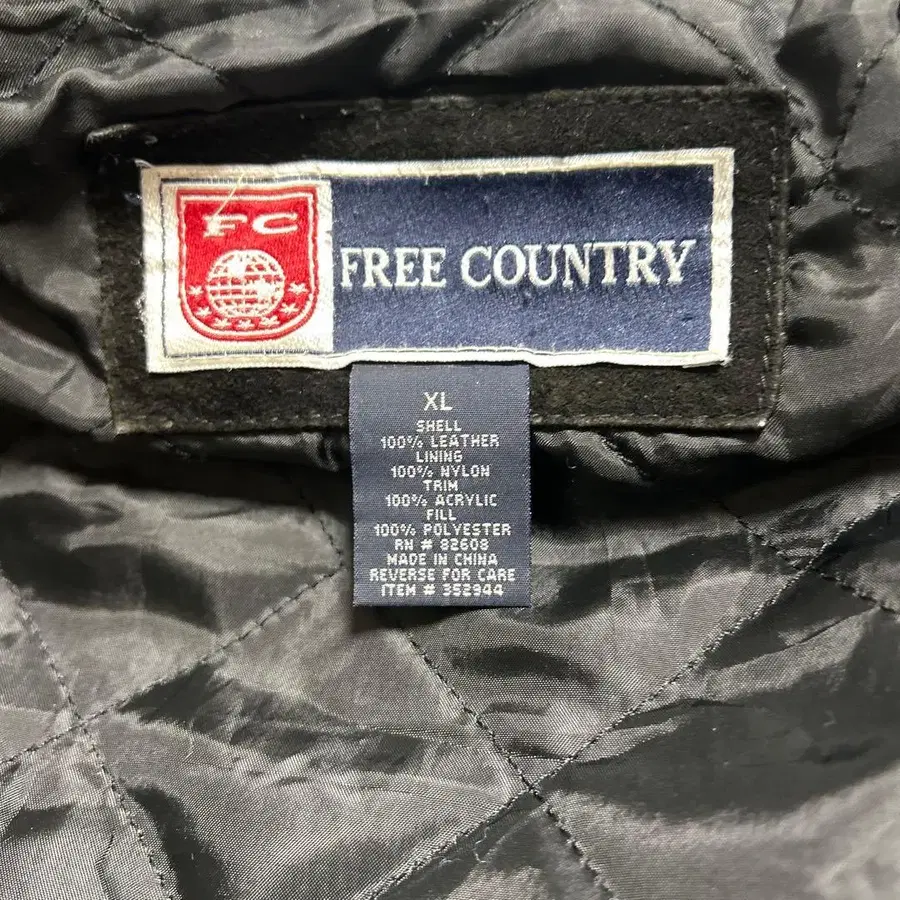 FC
FREE COUNTRY
XL
SHELL
100% LEATHER
LINING
100% NYLON
TRIM
100% ACRYLIC
FILL
100% POLYESTER
RN # 82608
MADE IN CHINA
REVERSE FOR CARE
ITEM # 352944